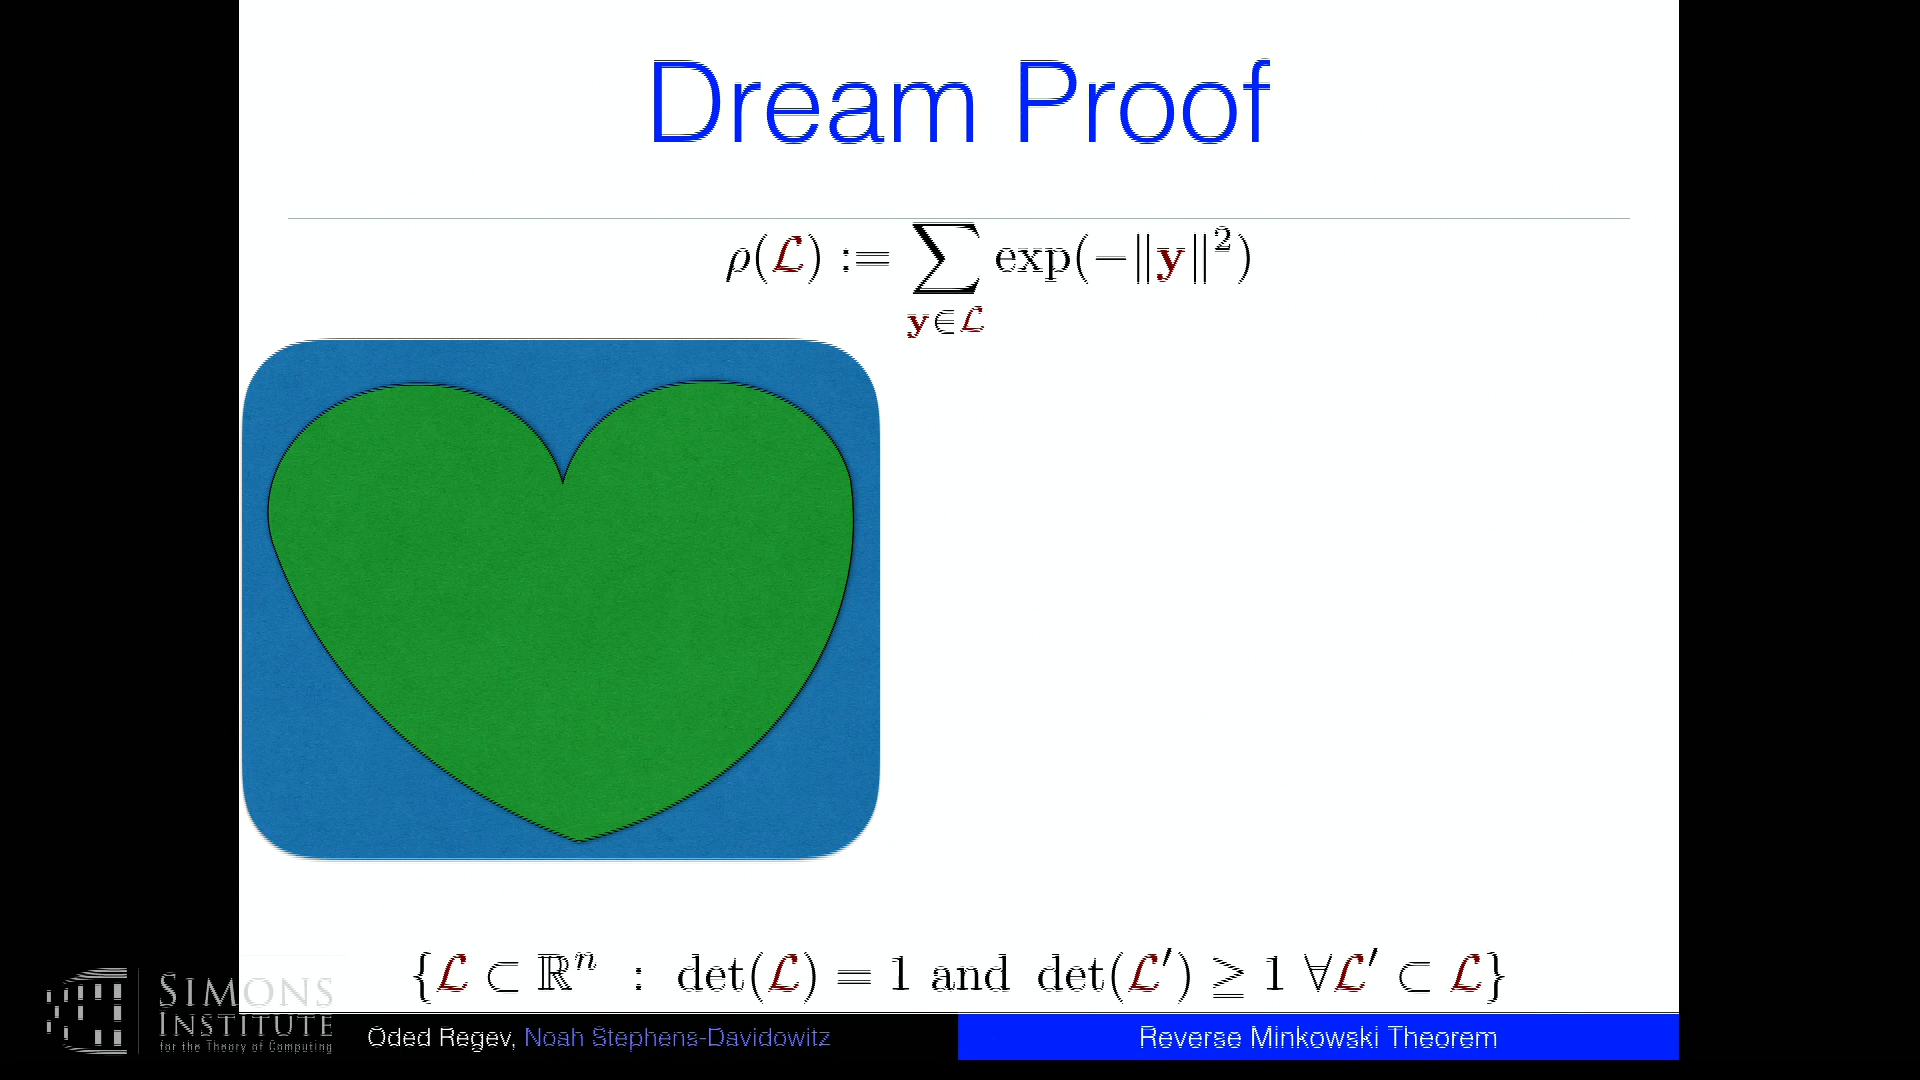 Dream Proof
ρ(𝓛) := ∑ exp(−‖𝐲‖²)
𝐲∈𝓛
{𝓛 ⊂ ℝⁿ : det(𝓛) = 1 and det(𝓛′) ≥ 1 ∀𝓛′ ⊂ 𝓛}
SIMONS
INSTITUTE
for the Theory of Computing
Oded Regev, Noah Stephens-Davidowitz
Reverse Minkowski Theorem